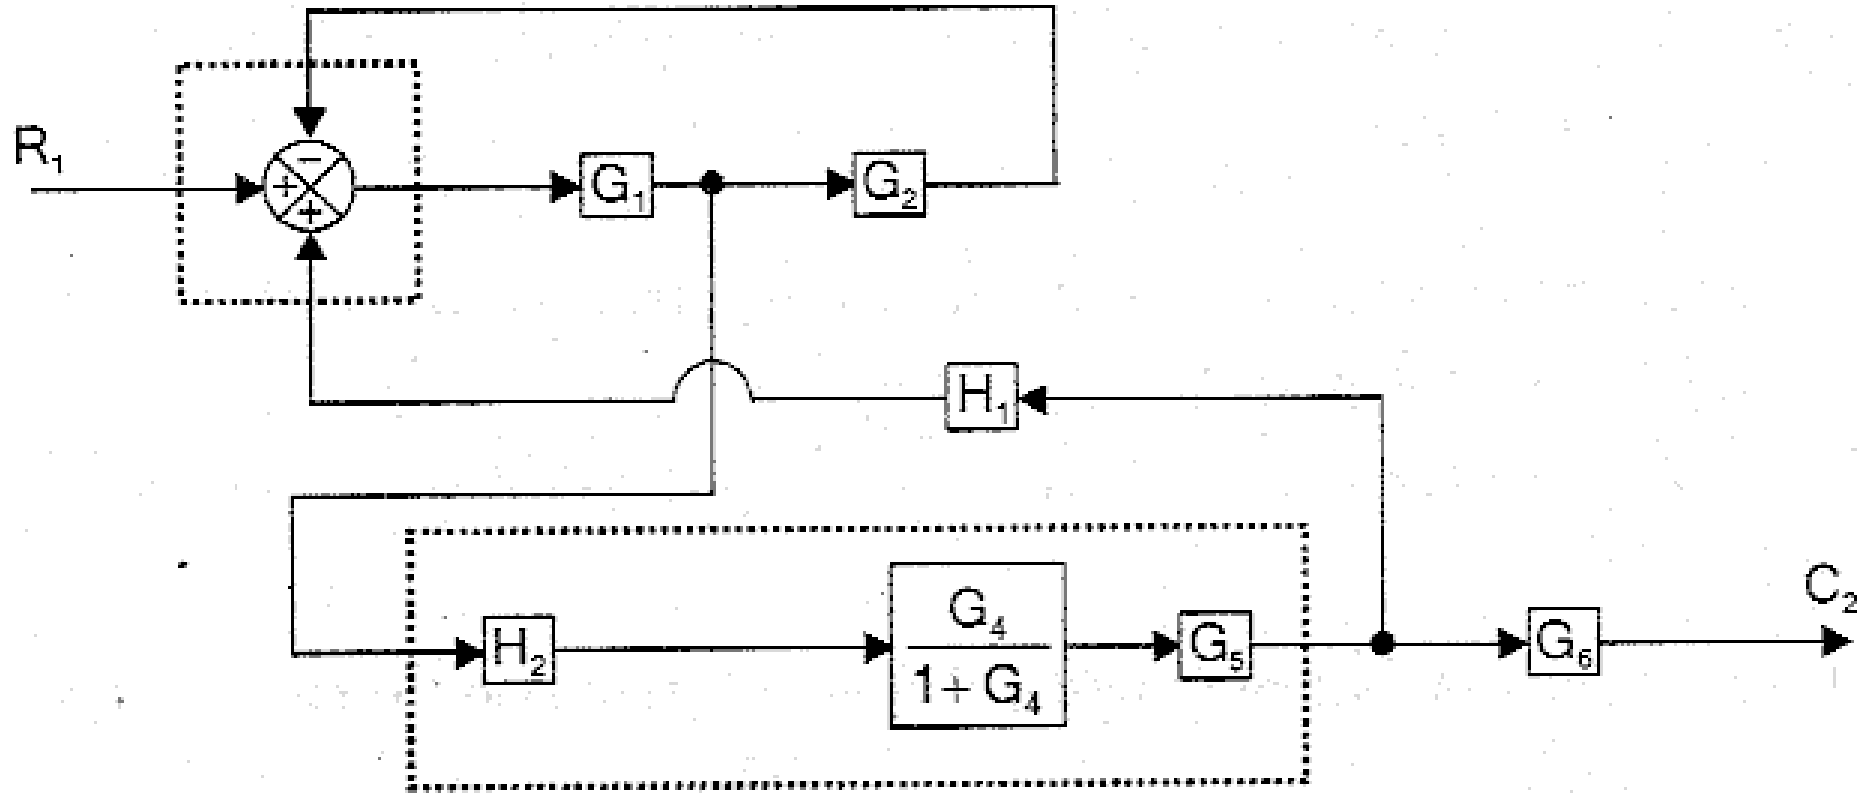 R₁
−
+
+
G₁
G₂
H₁
H₂
G₄
1+ G₄
G₅
G₆
C₂